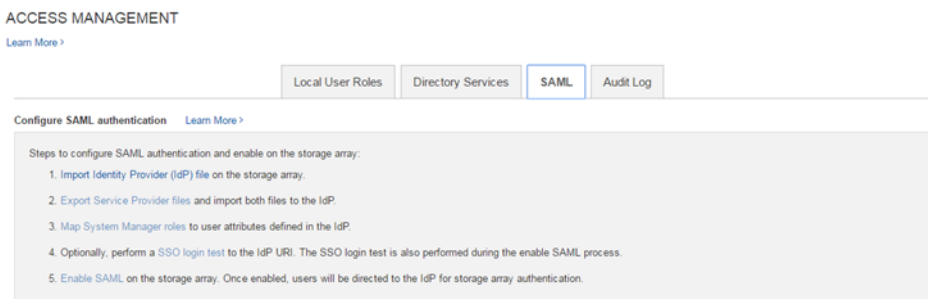 ACCESS MANAGEMENT
Learn More >
Local User Roles Directory Services SAML Audit Log
Configure SAML authentication Learn More >
Steps to configure SAML authentication and enable on the storage array:
1. Import Identity Provider (IdP) file on the storage array.
2. Export Service Provider files and import both files to the IdP.
3. Map System Manager roles to user attributes defined in the IdP.
4. Optionally, perform a SSO login test to the IdP URI. The SSO login test is also performed during the enable SAML process.
5. Enable SAML on the storage array. Once enabled, users will be directed to the IdP for storage array authentication.